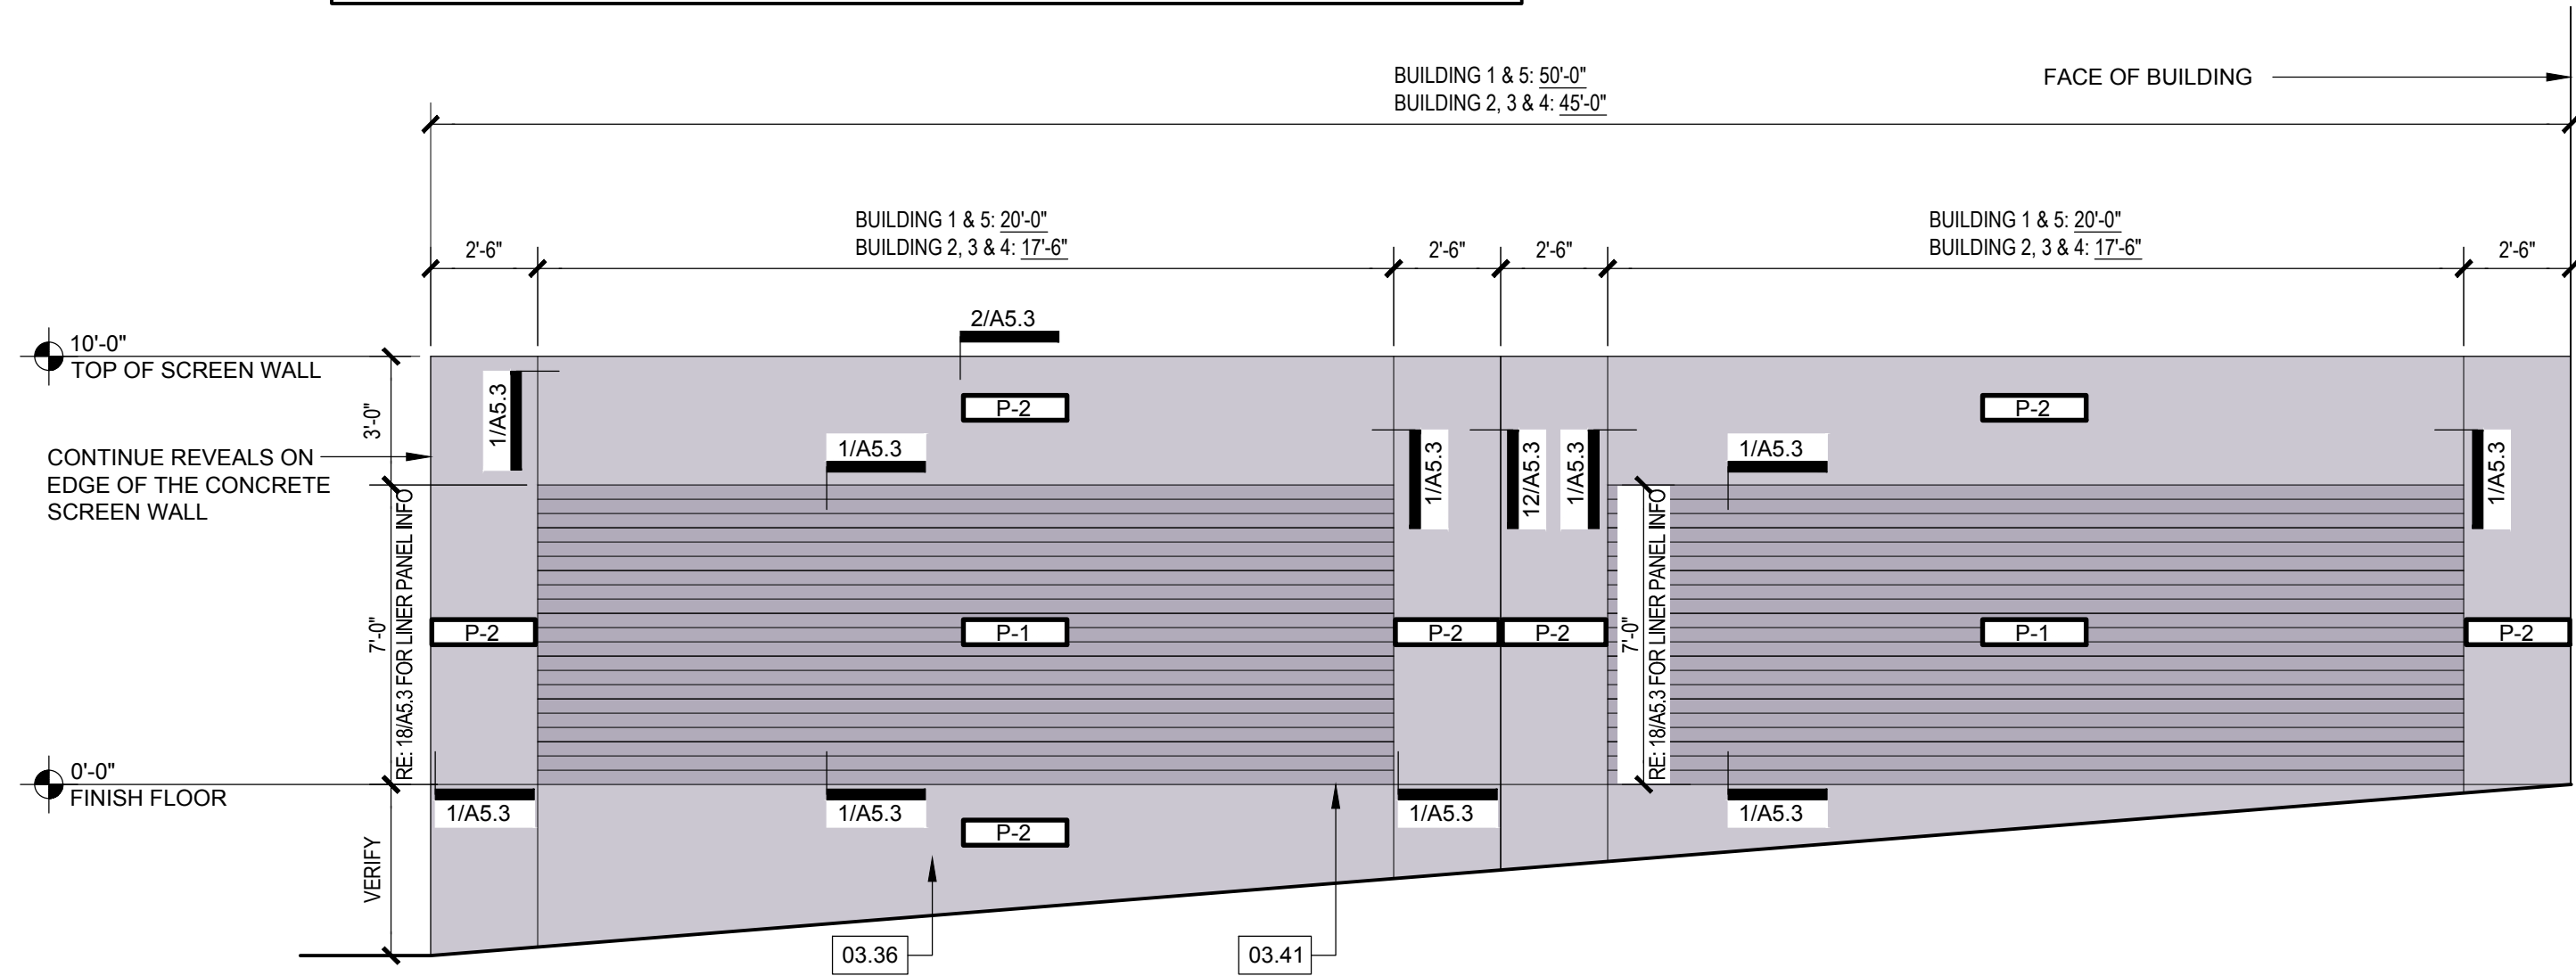 BUILDING 1 & 5: 50'-0"
BUILDING 2, 3 & 4: 45'-0"
FACE OF BUILDING
2'-6"
BUILDING 1 & 5: 20'-0"
BUILDING 2, 3 & 4: 17'-6"
2'-6"
2'-6"
BUILDING 1 & 5: 20'-0"
BUILDING 2, 3 & 4: 17'-6"
2'-6"
10'-0"
TOP OF SCREEN WALL
2/A5.3
3'-0"
1/A5.3
P-2
P-2
CONTINUE REVEALS ON
EDGE OF THE CONCRETE
SCREEN WALL
1/A5.3
1/A5.3
12/A5.3
1/A5.3
1/A5.3
1/A5.3
7'-0"
RE: 18/A5.3 FOR LINER PANEL INFO
P-2
P-1
P-2
P-2
7'-0"
RE: 18/A5.3 FOR LINER PANEL INFO
P-1
P-2
0'-0"
FINISH FLOOR
1/A5.3
1/A5.3
1/A5.3
1/A5.3
P-2
VERIFY
03.36
03.41